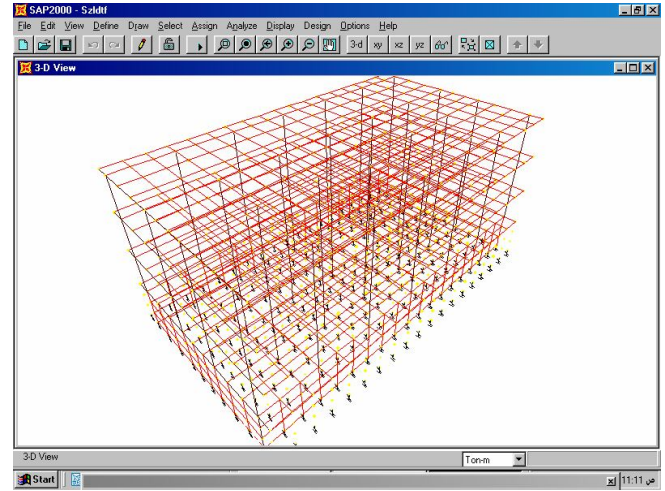 SAP2000 - Szldtf
File Edit View Define Draw Select Assign Analyze Display Design Options Help
3-d xy xz yz
3-D View
3-D View
Ton-m
Start 11:11 ص